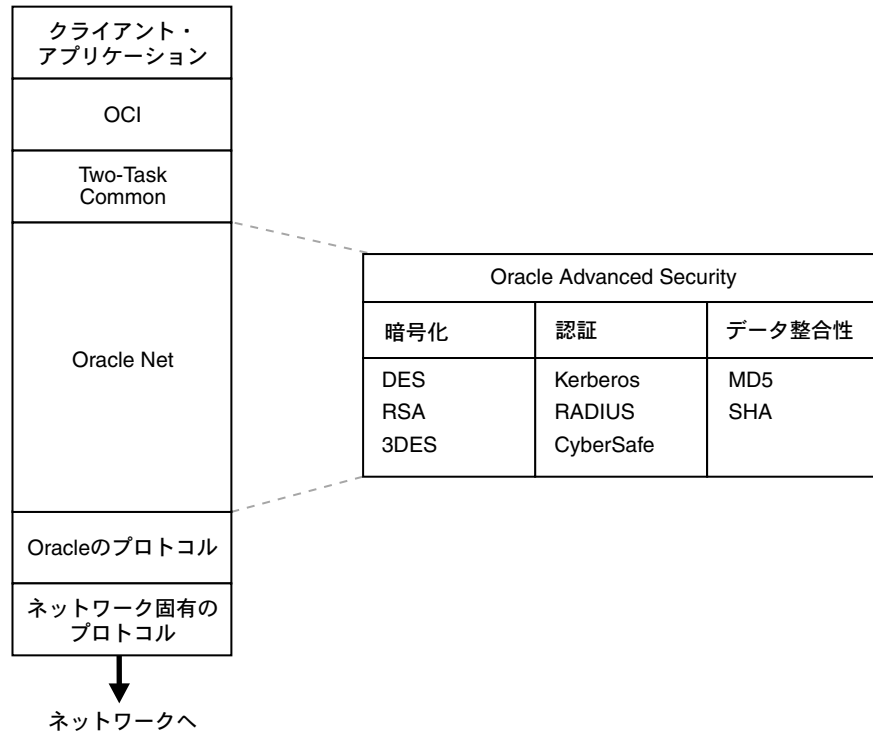 クライアント・
アプリケーション
OCI
Two-Task
Common
Oracle Net
Oracle Advanced Security
暗号化
認証
データ整合性
DES
RSA
3DES
Kerberos
RADIUS
CyberSafe
MD5
SHA
Oracleのプロトコル
ネットワーク固有の
プロトコル
ネットワークへ